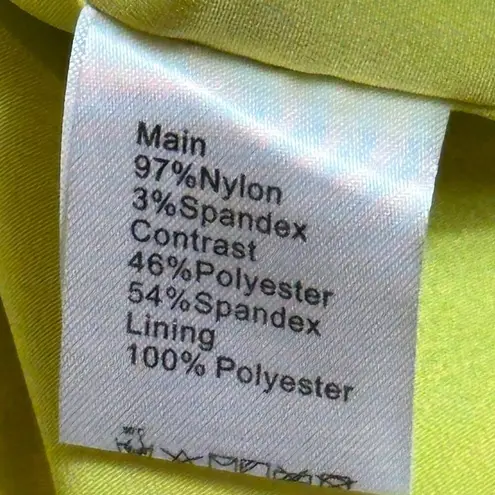 Main
97%Nylon
3%Spandex
Contrast
46%Polyester
54%Spandex
Lining
100% Polyester